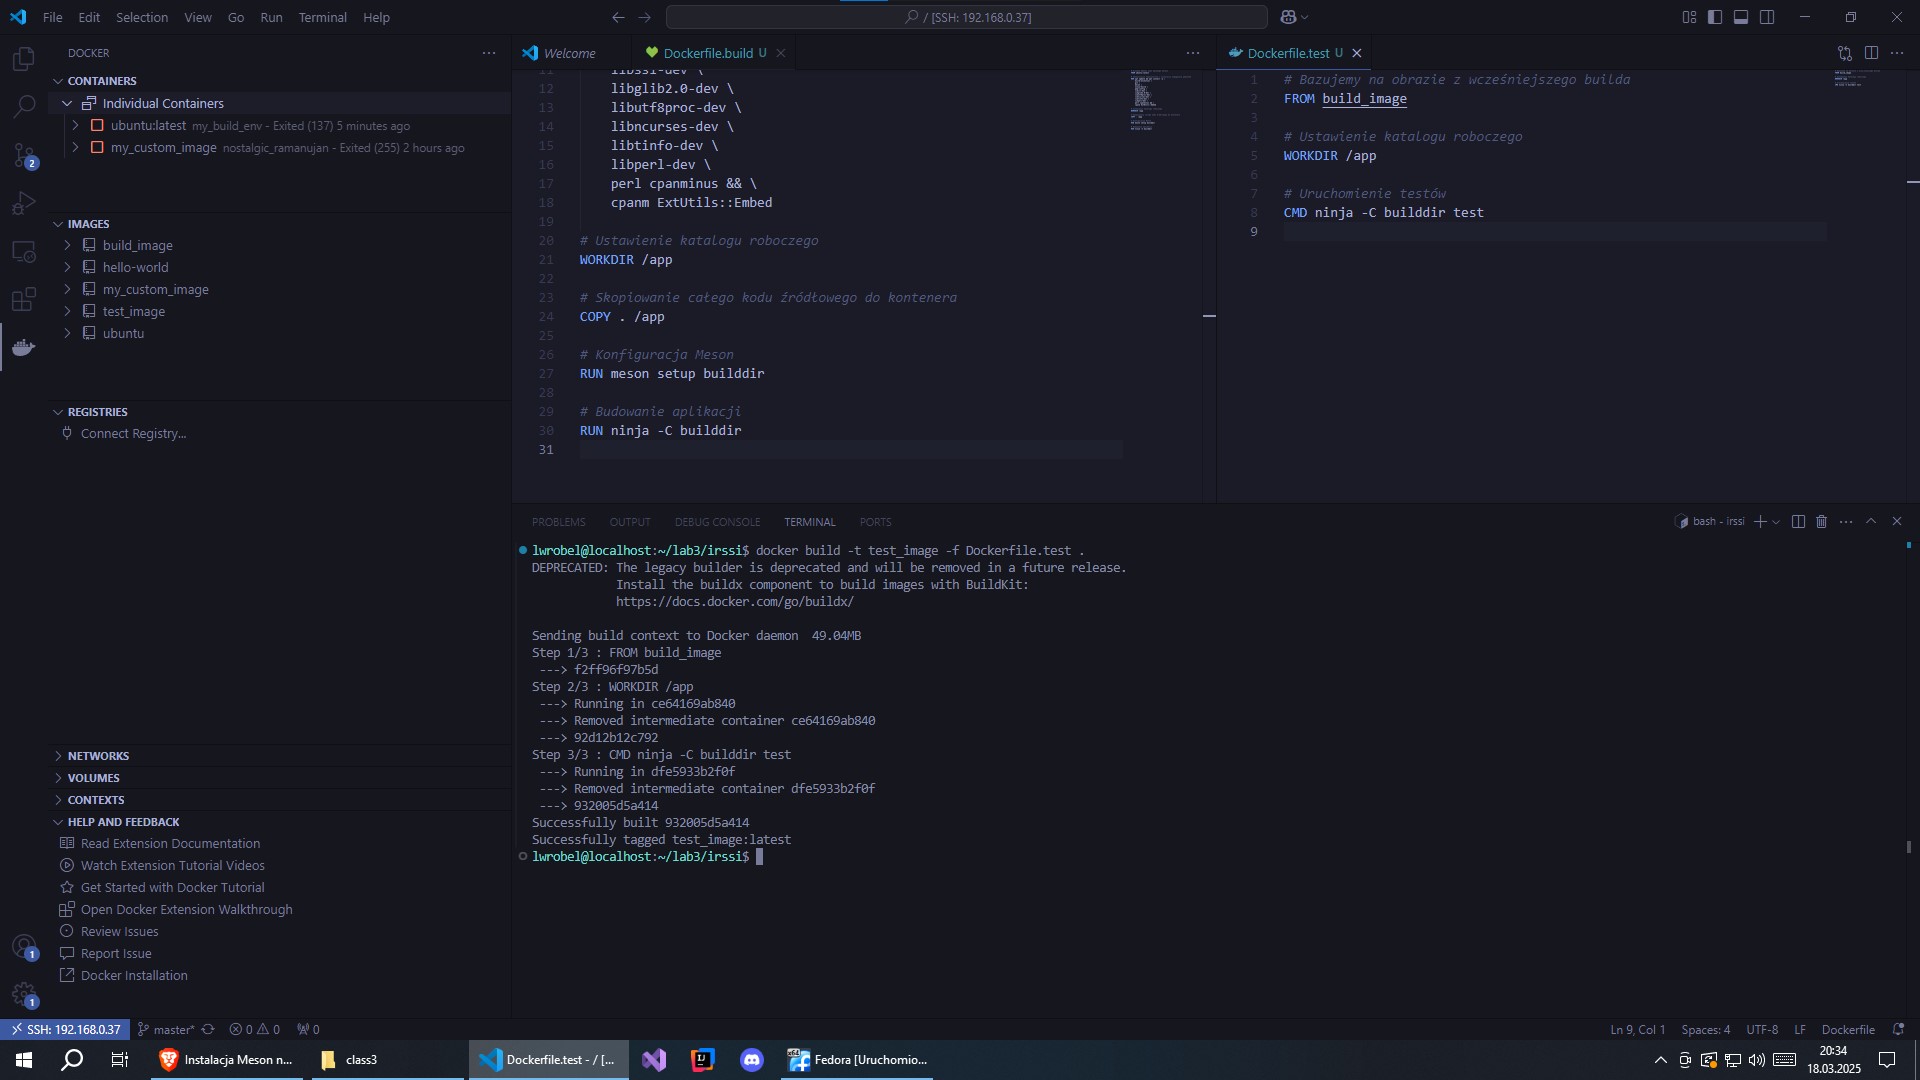 File Edit Selection View Go Run Terminal Help
/ [SSH: 192.168.0.37]
DOCKER
CONTAINERS
Individual Containers
ubuntu:latest my_build_env - Exited (137) 5 minutes ago
my_custom_image nostalgic_ramanujan - Exited (255) 2 hours ago
2
IMAGES
build_image
hello-world
my_custom_image
test_image
ubuntu
REGISTRIES
Connect Registry...
NETWORKS
VOLUMES
CONTEXTS
HELP AND FEEDBACK
Read Extension Documentation
Watch Extension Tutorial Videos
Get Started with Docker Tutorial
Open Docker Extension Walkthrough
Review Issues
Report Issue
Docker Installation
1
1
Welcome Dockerfile.build U
11 libssl-dev \
12 libglib2.0-dev \
13 libutf8proc-dev \
14 libncurses-dev \
15 libtinfo-dev \
16 libperl-dev \
17 perl cpanminus && \
18 cpanm ExtUtils::Embed
19
20 # Ustawienie katalogu roboczego
21 WORKDIR /app
22
23 # Skopiowanie całego kodu źródłowego do kontenera
24 COPY . /app
25
26 # Konfiguracja Meson
27 RUN meson setup builddir
28
29 # Budowanie aplikacji
30 RUN ninja -C builddir
31
Dockerfile.test U
1 # Bazujemy na obrazie z wcześniejszego builda
2 FROM build_image
3
4 # Ustawienie katalogu roboczego
5 WORKDIR /app
6
7 # Uruchomienie testów
8 CMD ninja -C builddir test
9
PROBLEMS OUTPUT DEBUG CONSOLE TERMINAL PORTS
bash - irssi
lwrobel@localhost:~/lab3/irssi$ docker build -t test_image -f Dockerfile.test .
DEPRECATED: The legacy builder is deprecated and will be removed in a future release.
Install the buildx component to build images with BuildKit:
https://docs.docker.com/go/buildx/
Sending build context to Docker daemon 49.04MB
Step 1/3 : FROM build_image
---> f2ff96f97b5d
Step 2/3 : WORKDIR /app
---> Running in ce64169ab840
---> Removed intermediate container ce64169ab840
---> 92d12b12c792
Step 3/3 : CMD ninja -C builddir test
---> Running in dfe5933b2f0f
---> Removed intermediate container dfe5933b2f0f
---> 932005d5a414
Successfully built 932005d5a414
Successfully tagged test_image:latest
lwrobel@localhost:~/lab3/irssi$
SSH: 192.168.0.37 master* 0 0 0
Ln 9, Col 1 Spaces: 4 UTF-8 LF Dockerfile
Instalacja Meson n... class3 Dockerfile.test - / [... Fedora [Uruchomio...
20:34
18.03.2025